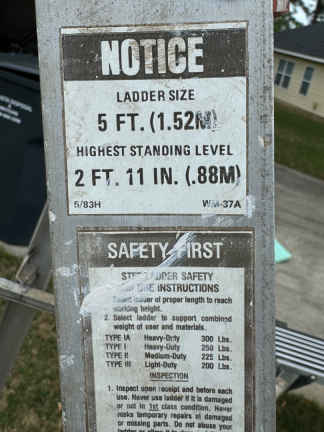 NOTICE
LADDER SIZE
5 FT. (1.52M)
HIGHEST STANDING LEVEL
2 FT. 11 IN. (.88M)
5/83H WM-37A
SAFETY FIRST
STEPLADDER SAFETY
USE INSTRUCTIONS
Select ladder of proper length to reach
working height.
2. Select ladder to support combined
weight of user and materials.
TYPE IA Heavy-Duty 300 Lbs.
TYPE I Heavy-Duty 250 Lbs.
TYPE II Medium-Duty 225 Lbs.
TYPE III Light-Duty 200 Lbs.
INSPECTION
1. Inspect upon receipt and before each
use. Never use ladder if it is damaged
or not in 1st class condition. Never
make temporary repairs of damaged
or missing parts. Do not abuse your